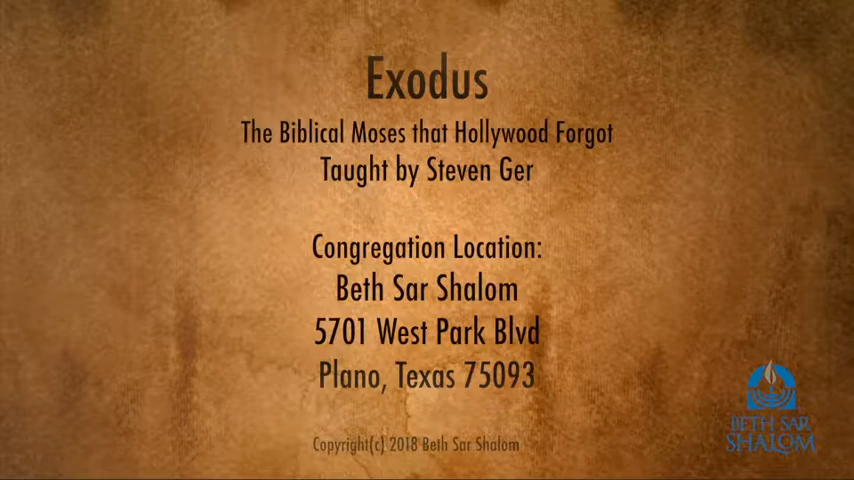 Exodus
The Biblical Moses that Hollywood Forgot
Taught by Steven Ger
Congregation Location:
Beth Sar Shalom
5701 West Park Blvd
Plano, Texas 75093
Copyright(c) 2018 Beth Sar Shalom
BETH SAR
SHALOM